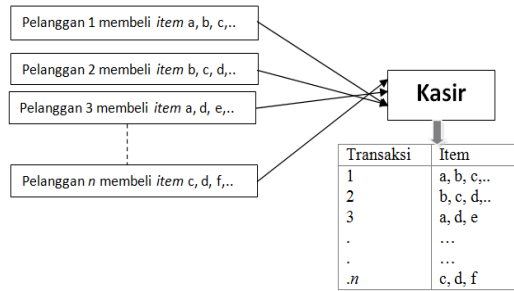 Pelanggan 1 membeli item a, b, c,..
Pelanggan 2 membeli item b, c, d,..
Pelanggan 3 membeli item a, d, e,..
Pelanggan n membeli item c, d, f,..
Kasir
Transaksi Item
1 a, b, c,..
2 b, c, d,..
3 a, d, e
. ...
. ...
.n c, d, f